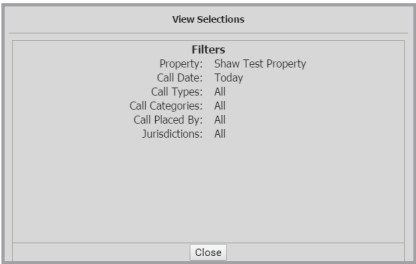 View Selections
Filters
Property: Shaw Test Property
Call Date: Today
Call Types: All
Call Categories: All
Call Placed By: All
Jurisdictions: All
Close